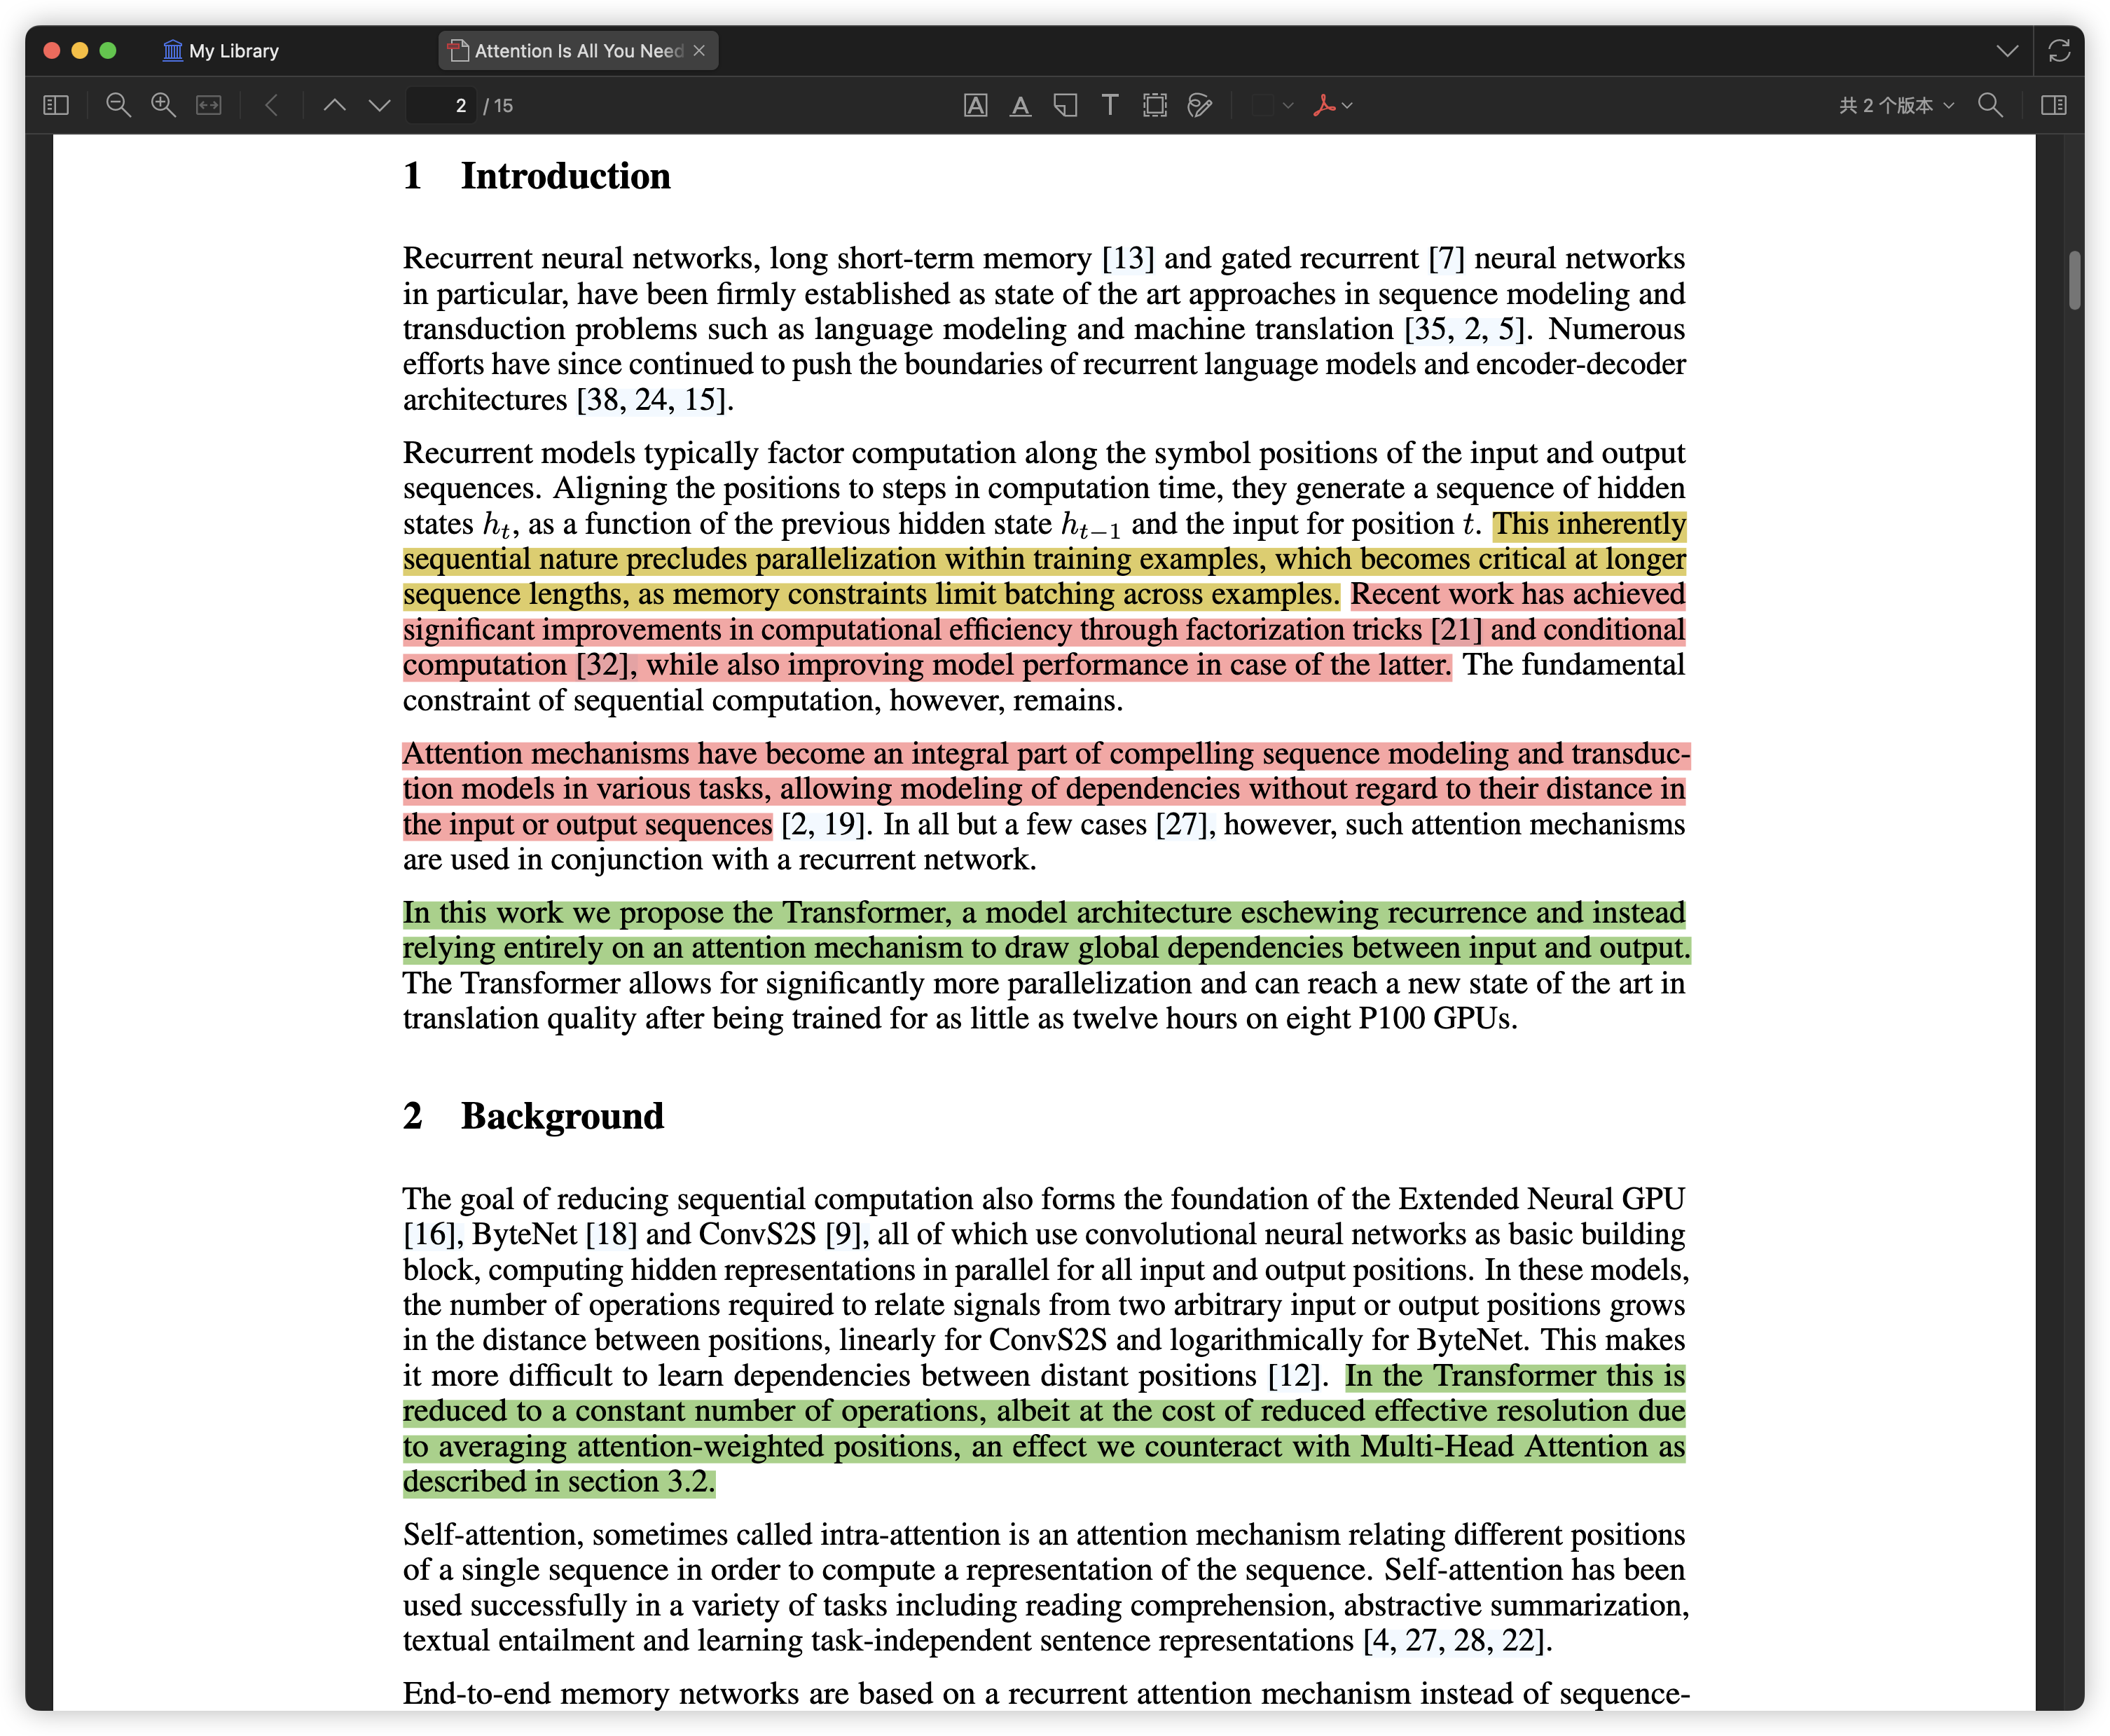 My Library
Attention Is All You Need
2 / 15
共 2 个版本
1 Introduction
Recurrent neural networks, long short-term memory [13] and gated recurrent [7] neural networks
in particular, have been firmly established as state of the art approaches in sequence modeling and
transduction problems such as language modeling and machine translation [35, 2, 5]. Numerous
efforts have since continued to push the boundaries of recurrent language models and encoder-decoder
architectures [38, 24, 15].
Recurrent models typically factor computation along the symbol positions of the input and output
sequences. Aligning the positions to steps in computation time, they generate a sequence of hidden
states hₜ, as a function of the previous hidden state hₜ₋₁ and the input for position t. This inherently
sequential nature precludes parallelization within training examples, which becomes critical at longer
sequence lengths, as memory constraints limit batching across examples. Recent work has achieved
significant improvements in computational efficiency through factorization tricks [21] and conditional
computation [32], while also improving model performance in case of the latter. The fundamental
constraint of sequential computation, however, remains.
Attention mechanisms have become an integral part of compelling sequence modeling and transduc-
tion models in various tasks, allowing modeling of dependencies without regard to their distance in
the input or output sequences [2, 19]. In all but a few cases [27], however, such attention mechanisms
are used in conjunction with a recurrent network.
In this work we propose the Transformer, a model architecture eschewing recurrence and instead
relying entirely on an attention mechanism to draw global dependencies between input and output.
The Transformer allows for significantly more parallelization and can reach a new state of the art in
translation quality after being trained for as little as twelve hours on eight P100 GPUs.
2 Background
The goal of reducing sequential computation also forms the foundation of the Extended Neural GPU
[16], ByteNet [18] and ConvS2S [9], all of which use convolutional neural networks as basic building
block, computing hidden representations in parallel for all input and output positions. In these models,
the number of operations required to relate signals from two arbitrary input or output positions grows
in the distance between positions, linearly for ConvS2S and logarithmically for ByteNet. This makes
it more difficult to learn dependencies between distant positions [12]. In the Transformer this is
reduced to a constant number of operations, albeit at the cost of reduced effective resolution due
to averaging attention-weighted positions, an effect we counteract with Multi-Head Attention as
described in section 3.2.
Self-attention, sometimes called intra-attention is an attention mechanism relating different positions
of a single sequence in order to compute a representation of the sequence. Self-attention has been
used successfully in a variety of tasks including reading comprehension, abstractive summarization,
textual entailment and learning task-independent sentence representations [4, 27, 28, 22].
End-to-end memory networks are based on a recurrent attention mechanism instead of sequence-